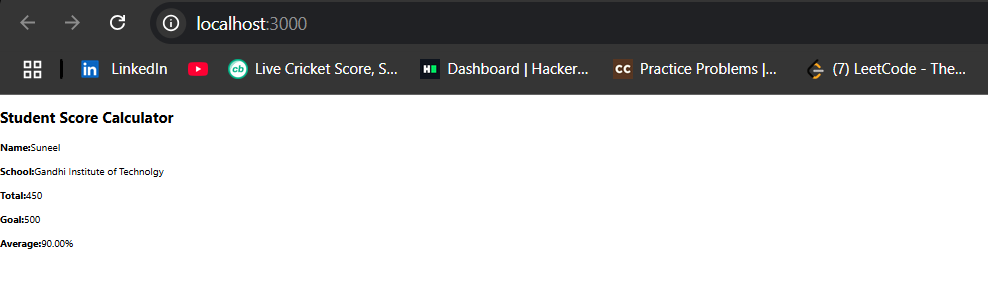 localhost:3000
LinkedIn Live Cricket Score, S... Dashboard | Hacker... Practice Problems |... (7) LeetCode - The...
Student Score Calculator
Name:Suneel
School:Gandhi Institute of Technolgy
Total:450
Goal:500
Average:90.00%